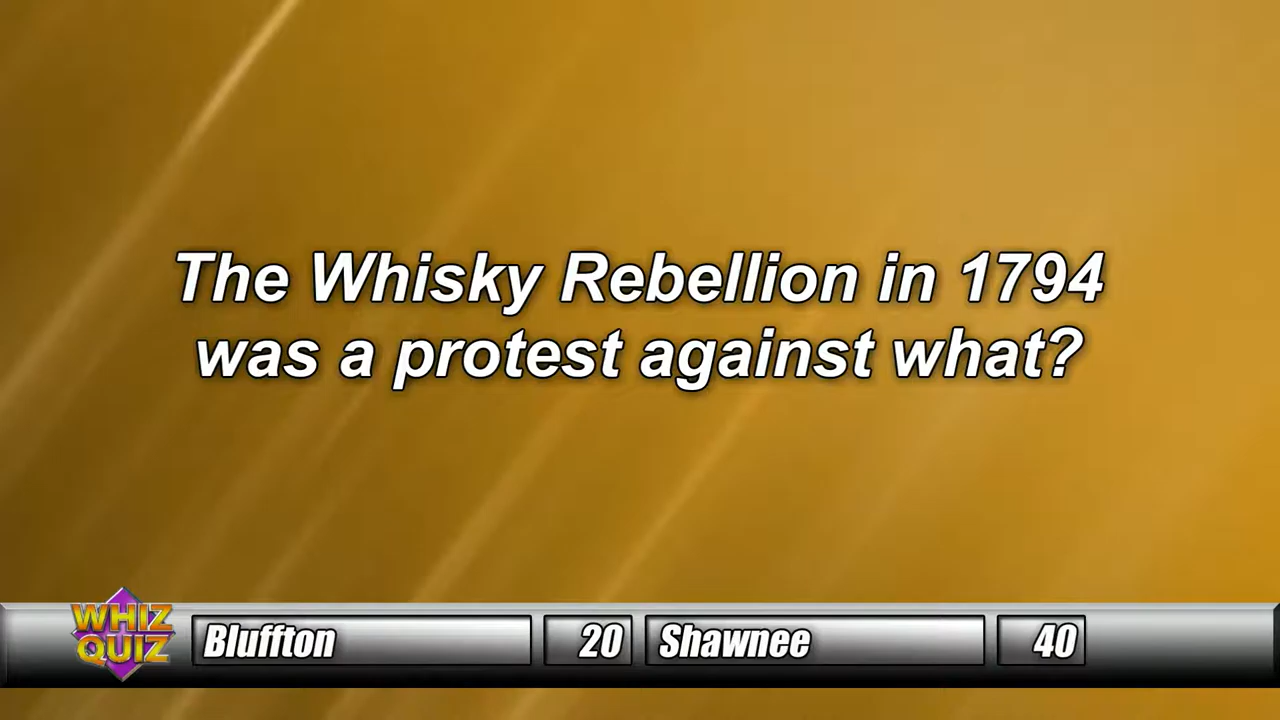 The Whisky Rebellion in 1794
was a protest against what?
WHIZ
QUIZ
Bluffton 20 Shawnee 40